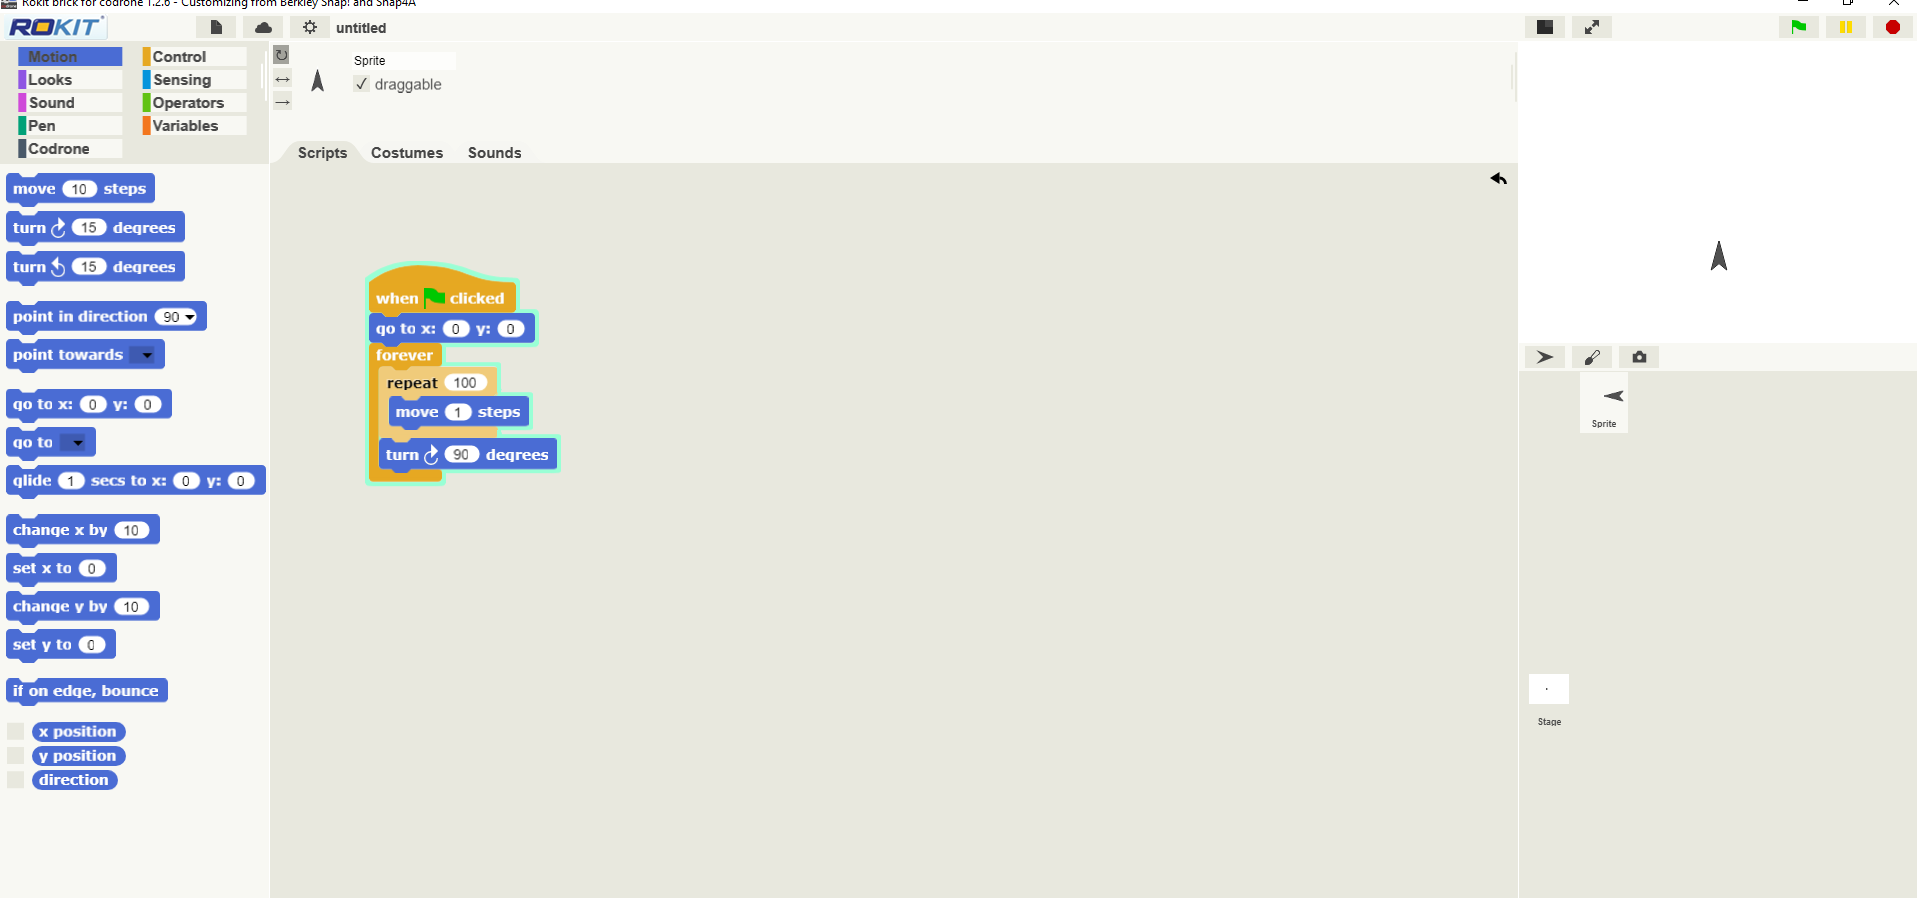 Rokit brick for codrone 1.2.6 - Customizing from Berkley Snap! and Snap4A
ROKIT
untitled
Motion
Control
Looks
Sensing
Sound
Operators
Pen
Variables
Codrone
Sprite
draggable
Scripts Costumes Sounds
move 10 steps
turn 15 degrees
turn 15 degrees
point in direction 90
point towards
go to x: 0 y: 0
go to
glide 1 secs to x: 0 y: 0
change x by 10
set x to 0
change y by 10
set y to 0
if on edge, bounce
x position
y position
direction
when clicked
go to x: 0 y: 0
forever
repeat 100
move 1 steps
turn 90 degrees
Sprite
Stage